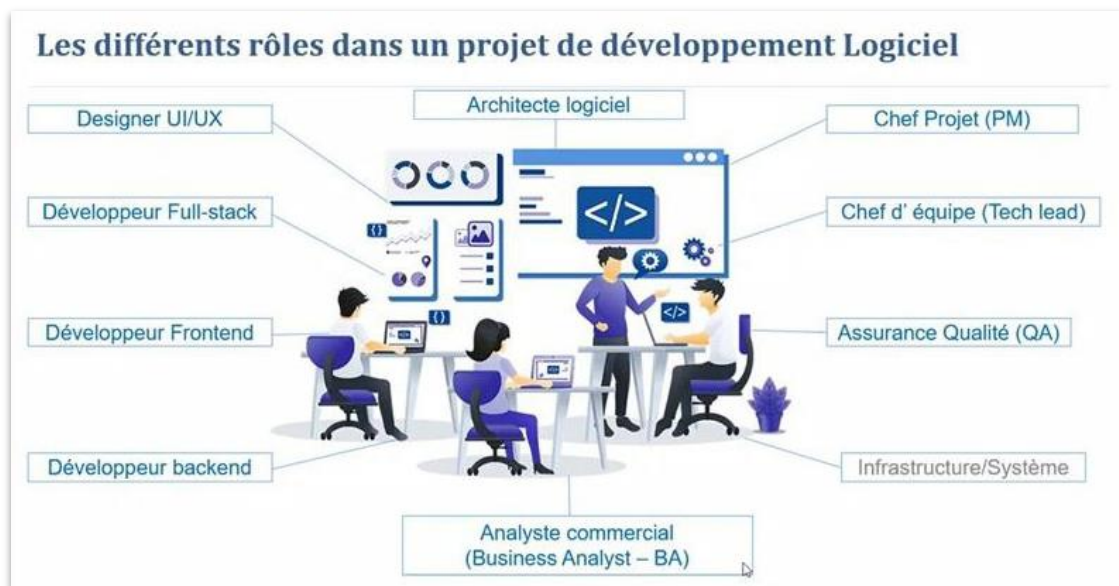 Les différents rôles dans un projet de développement Logiciel
Architecte logiciel
Designer UI/UX
Chef Projet (PM)
Développeur Full-stack
Chef d' équipe (Tech lead)
Développeur Frontend
Assurance Qualité (QA)
Développeur backend
Infrastructure/Système
Analyste commercial
(Business Analyst – BA)